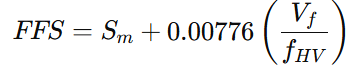 FFS = S_m + 0.00776 ( V_f / f_HV )